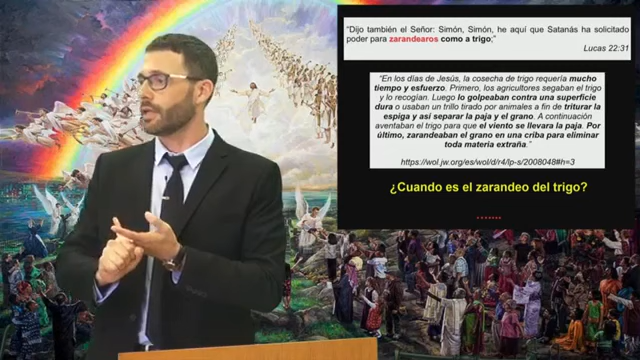 “Dijo también el Señor: Simón, Simón, he aquí que Satanás ha solicitado
poder para zarandearos como a trigo;”
Lucas 22:31
“En los días de Jesús, la cosecha de trigo requería mucho
tiempo y esfuerzo. Primero, los agricultores segaban el trigo
y lo recogían. Luego lo golpeaban contra una superficie
dura o usaban un trillo tirado por animales a fin de triturar la
espiga y así separar la paja y el grano. A continuación
aventaban el trigo para que el viento se llevara la paja. Por
último, zarandeaban el grano en una criba para eliminar
toda materia extraña.”
https://wol.jw.org/es/wol/d/r4/lp-s/2008048#h=3
¿Cuando es el zarandeo del trigo?
.......